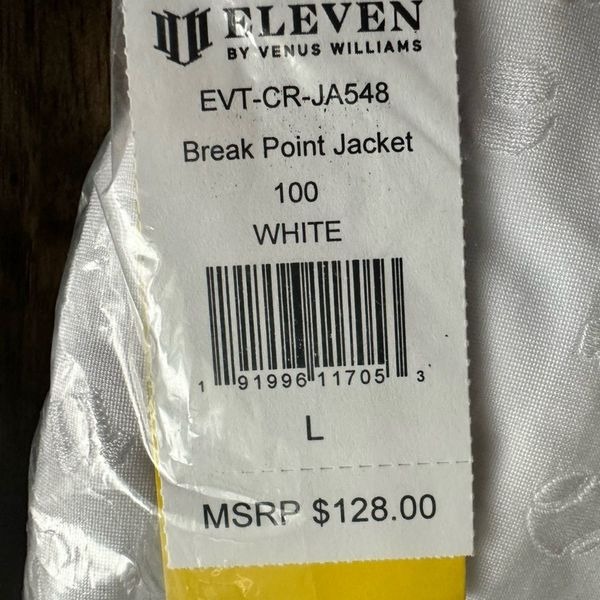 ELEVEN
BY VENUS WILLIAMS
EVT-CR-JA548
Break Point Jacket
100
WHITE
1 91996 11705 3
L
MSRP $128.00